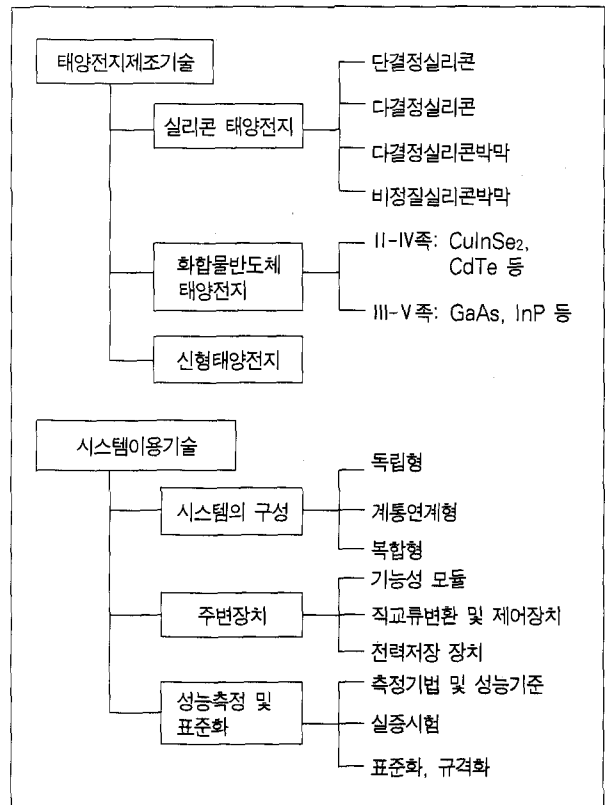 태양전지제조기술
실리콘 태양전지
단결정실리콘
다결정실리콘
다결정실리콘박막
비정질실리콘박막
화합물반도체
태양전지
II-IV족: CuInSe₂,
CdTe 등
III-V족: GaAs, InP 등
신형태양전지
시스템이용기술
시스템의 구성
독립형
계통연계형
복합형
주변장치
기능성 모듈
직교류변환 및 제어장치
전력저장 장치
성능측정 및
표준화
측정기법 및 성능기준
실증시험
표준화, 규격화